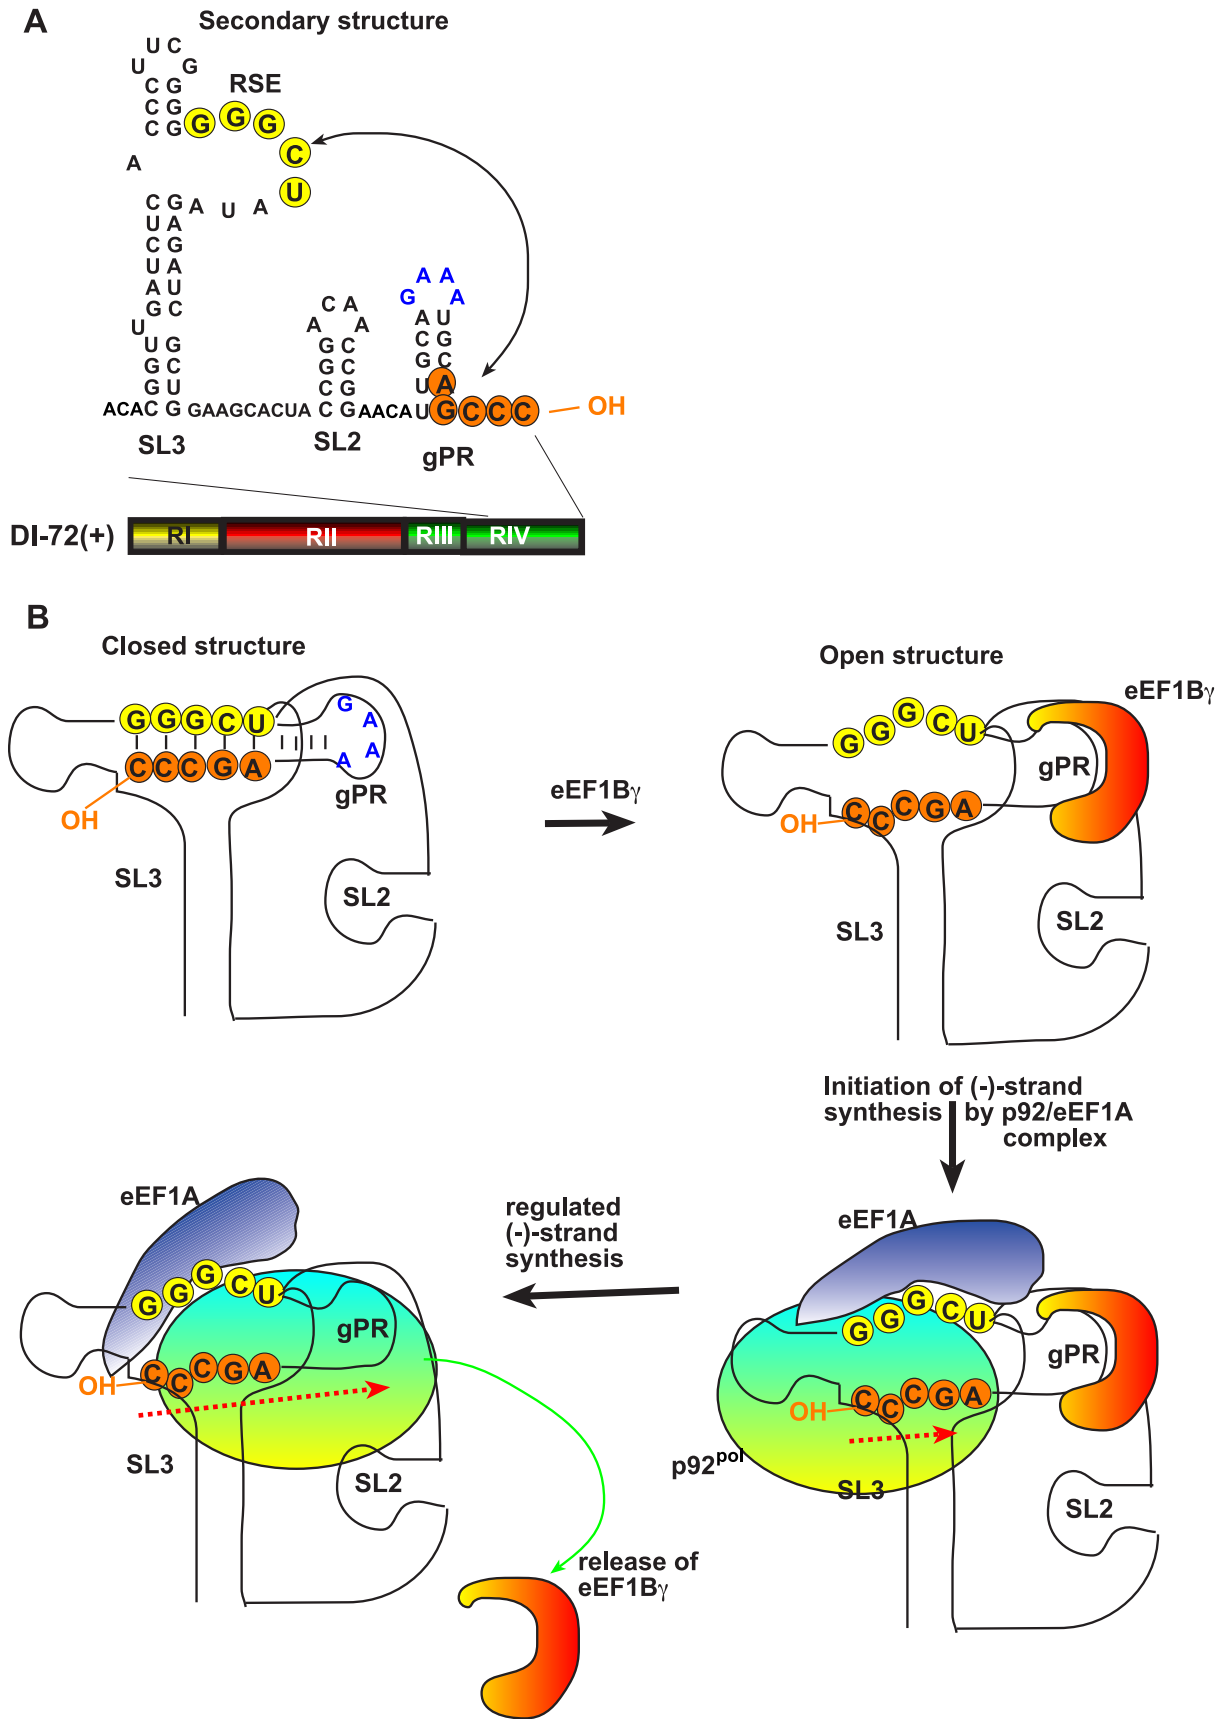 A
Secondary structure
U C
U G
C G
C G
C G
RSE
G G G C U
A
C G A U A
U A
C G
U A
A U
G C
U
U G
G C
G U
ACAC G GAAGCACUA C G AACAU G C C C OH
C A
A A
G C
G C
C G
A A
G A
A U
C G
G C
U A
SL3
SL2
gPR
DI-72(+)
RI RII RIII RIV
B
Closed structure
Open structure
eEF1Bγ
G G G C U
C C C G A
G
A
A
A
gPR
OH
SL3
SL2
eEF1Bγ
G G G C U
C C C G A
gPR
OH
SL3
SL2
Initiation of (-)-strand
synthesis by p92/eEF1A
complex
eEF1A
regulated
(-)-strand
synthesis
eEF1A
G G G C U
gPR
C C C G A
OH
SL3
SL2
G G G C U
gPR
C C C G A
OH
p92pol
SL3
SL2
release of
eEF1Bγ